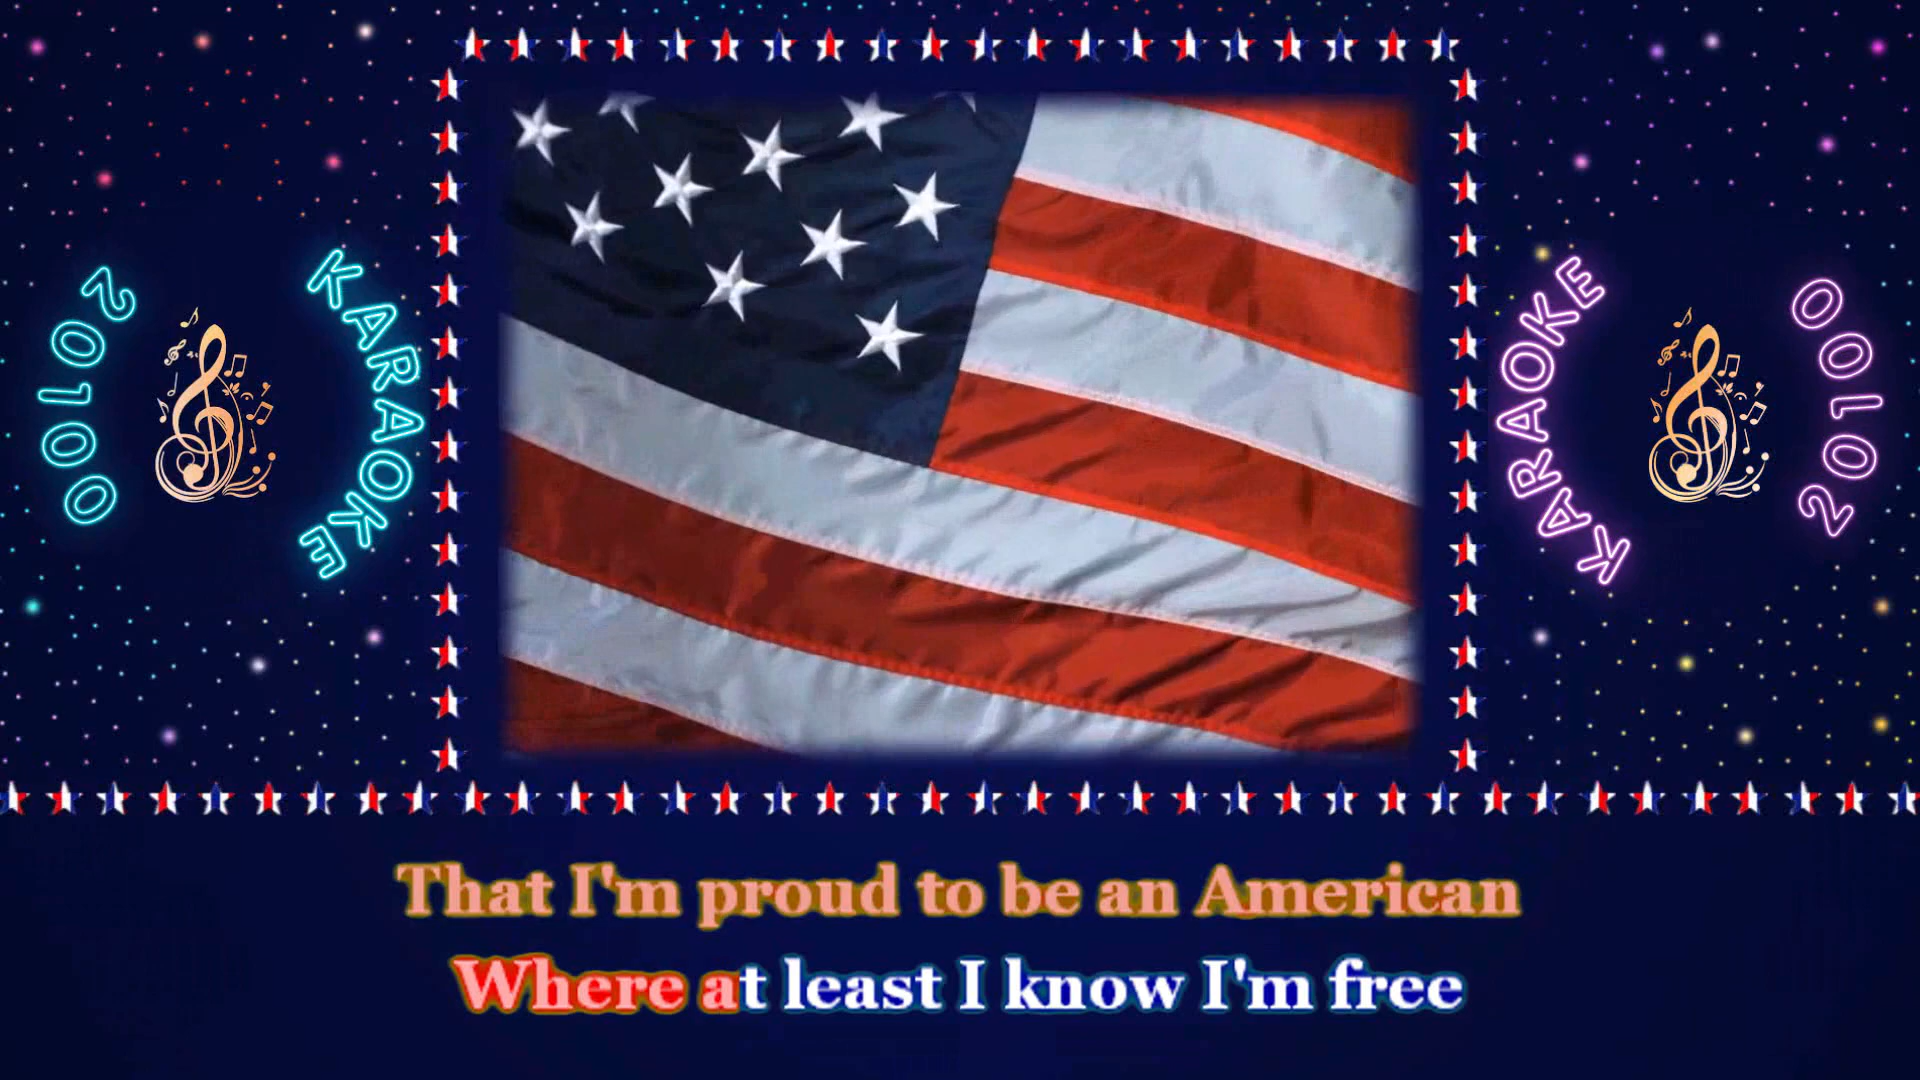 KARAOKE
20100
KARAOKE
20100
That I'm proud to be an American
Where at least I know I'm free